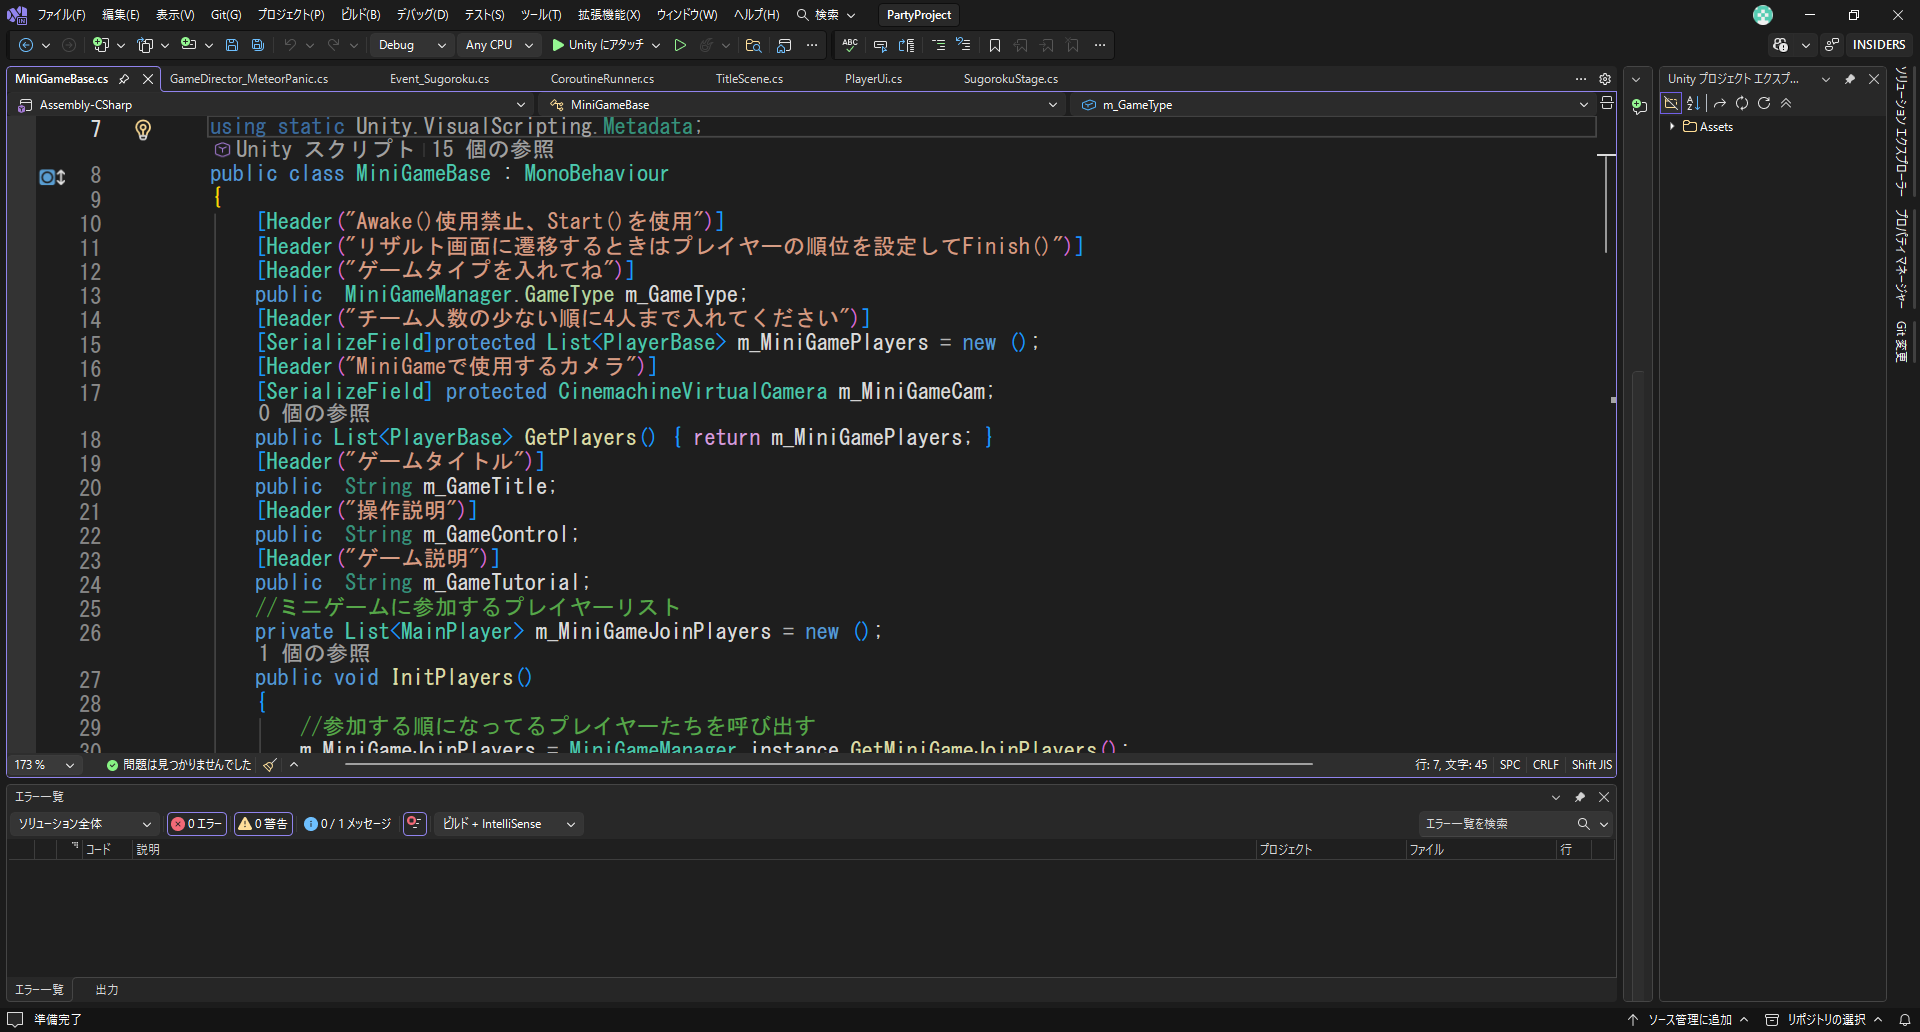 ファイル(F) 編集(E) 表示(V) Git(G) プロジェクト(P) ビルド(B) デバッグ(D) テスト(S) ツール(T) 拡張機能(X) ウィンドウ(W) ヘルプ(H) 検索 PartyProject
Debug Any CPU Unity にアタッチ INSIDERS
MiniGameBase.cs GameDirector_MeteorPanic.cs Event_Sugoroku.cs CoroutineRunner.cs TitleScene.cs PlayerUi.cs SugorokuStage.cs
Assembly-CSharp MiniGameBase m_GameType
7 using static Unity.VisualScripting.Metadata;
Unity スクリプト | 15 個の参照
8 public class MiniGameBase : MonoBehaviour
9 {
10 [Header("Awake()使用禁止、Start()を使用")]
11 [Header("リザルト画面に遷移するときはプレイヤーの順位を設定してFinish()")]
12 [Header("ゲームタイプを入れてね")]
13 public  MiniGameManager.GameType m_GameType;
14 [Header("チーム人数の少ない順に4人まで入れてください")]
15 [SerializeField]protected List<PlayerBase> m_MiniGamePlayers = new ();
16 [Header("MiniGameで使用するカメラ")]
17 [SerializeField] protected CinemachineVirtualCamera m_MiniGameCam;
0 個の参照
18 public List<PlayerBase> GetPlayers() { return m_MiniGamePlayers; }
19 [Header("ゲームタイトル")]
20 public  String m_GameTitle;
21 [Header("操作説明")]
22 public  String m_GameControl;
23 [Header("ゲーム説明")]
24 public  String m_GameTutorial;
25 //ミニゲームに参加するプレイヤーリスト
26 private List<MainPlayer> m_MiniGameJoinPlayers = new ();
1 個の参照
27 public void InitPlayers()
28 {
29 //参加する順になってるプレイヤーたちを呼び出す
30 m_MiniGameJoinPlayers = MiniGameManager.instance.GetMiniGameJoinPlayers();
173 % 問題は見つかりませんでした 行: 7, 文字: 45 SPC CRLF Shift JIS
エラー一覧
ソリューション全体 0 エラー 0 警告 0 / 1 メッセージ ビルド + IntelliSense エラー一覧を検索
コード 説明 プロジェクト ファイル 行
エラー一覧 出力
準備完了 ソース管理に追加 リポジトリの選択
Unity プロジェクト エクスプ...
Assets
ソリューション エクスプローラー
プロパティ マネージャー
Git 変更